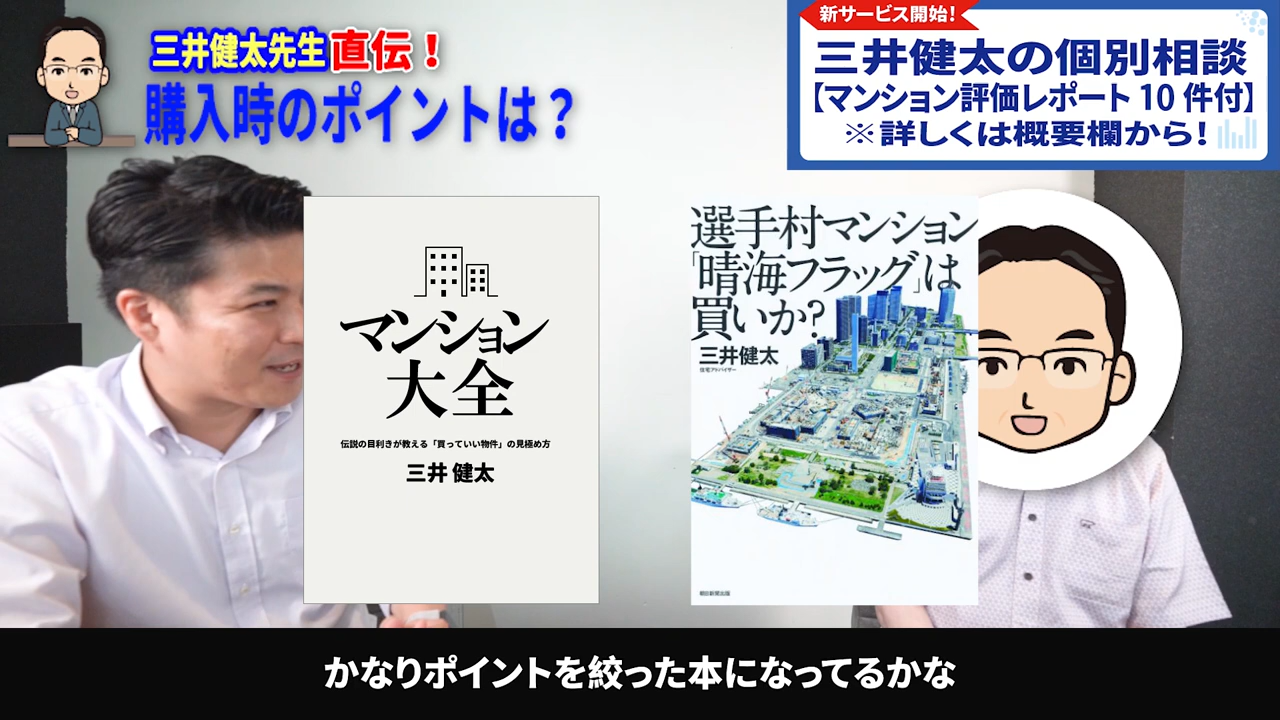 三井健太先生直伝！
購入時のポイントは？
新サービス開始！
三井健太の個別相談
【マンション評価レポート10件付】
※詳しくは概要欄から！
マンション
大全
伝説の目利きが教える「買っていい物件」の見極め方
三井 健太
選手村マンション
「晴海フラッグ」は
買いか？
三井健太
住宅アドバイザー
朝日新聞出版
かなりポイントを絞った本になってるかな